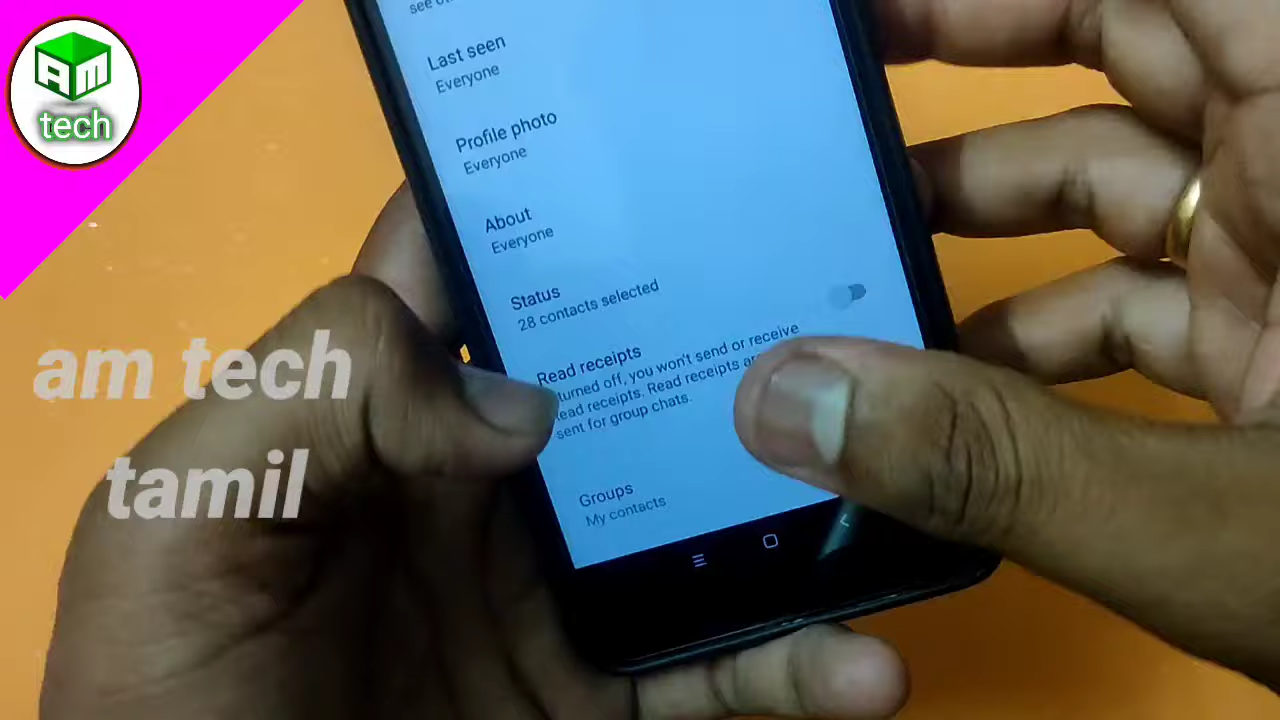 AM
tech
am tech
tamil
see
Last seen
Everyone
Profile photo
Everyone
About
Everyone
Status
28 contacts selected
Read receipts
turned off, you won't send or receive
read receipts. Read receipts
sent for group chats.
Groups
My contacts